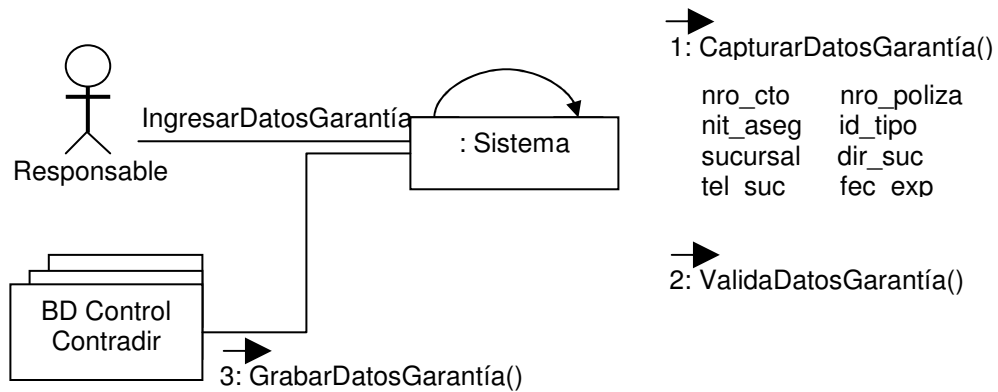 1: CapturarDatosGarantía()
nro_cto nro_poliza
nit_aseg id_tipo
sucursal dir_suc
tel_suc fec_exp
IngresarDatosGarantía
: Sistema
Responsable
2: ValidaDatosGarantía()
BD Control
Contradir
3: GrabarDatosGarantía()